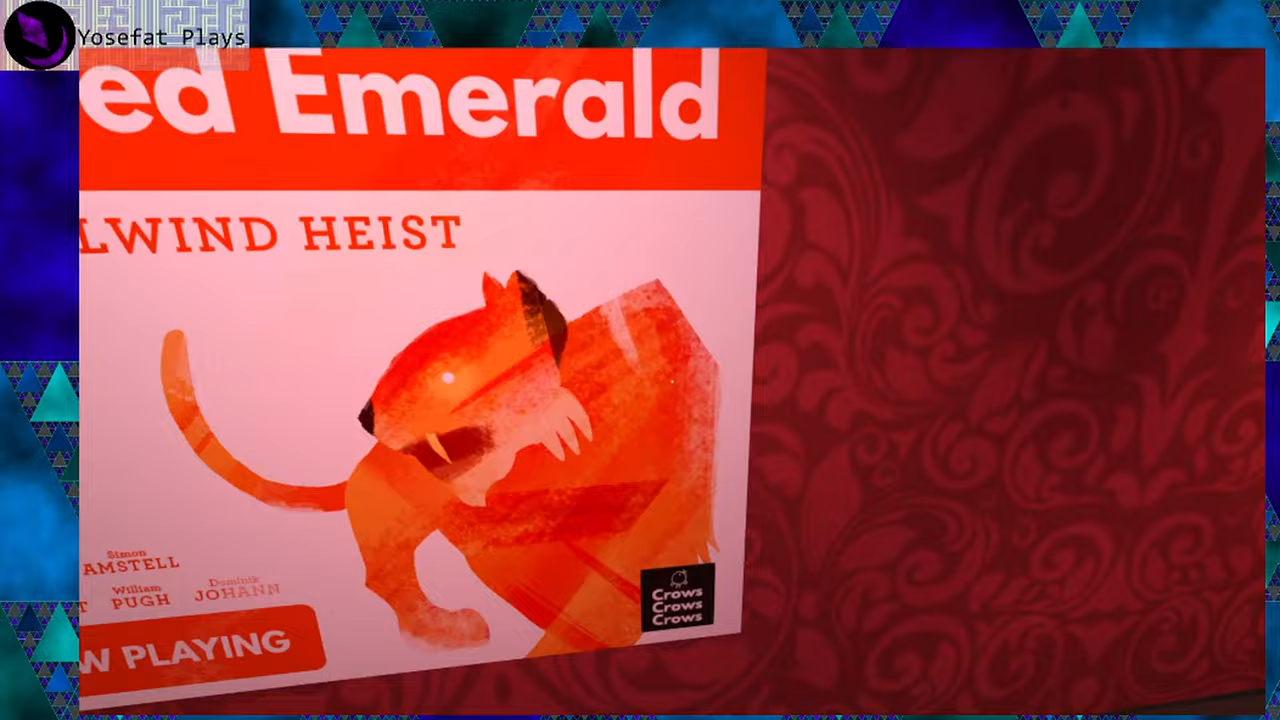 Yosefat Plays
ed Emerald
LWIND HEIST
Simon
AMSTELL
William
Dominik
T PUGH JOHANN
W PLAYING
Crows
Crows
Crows